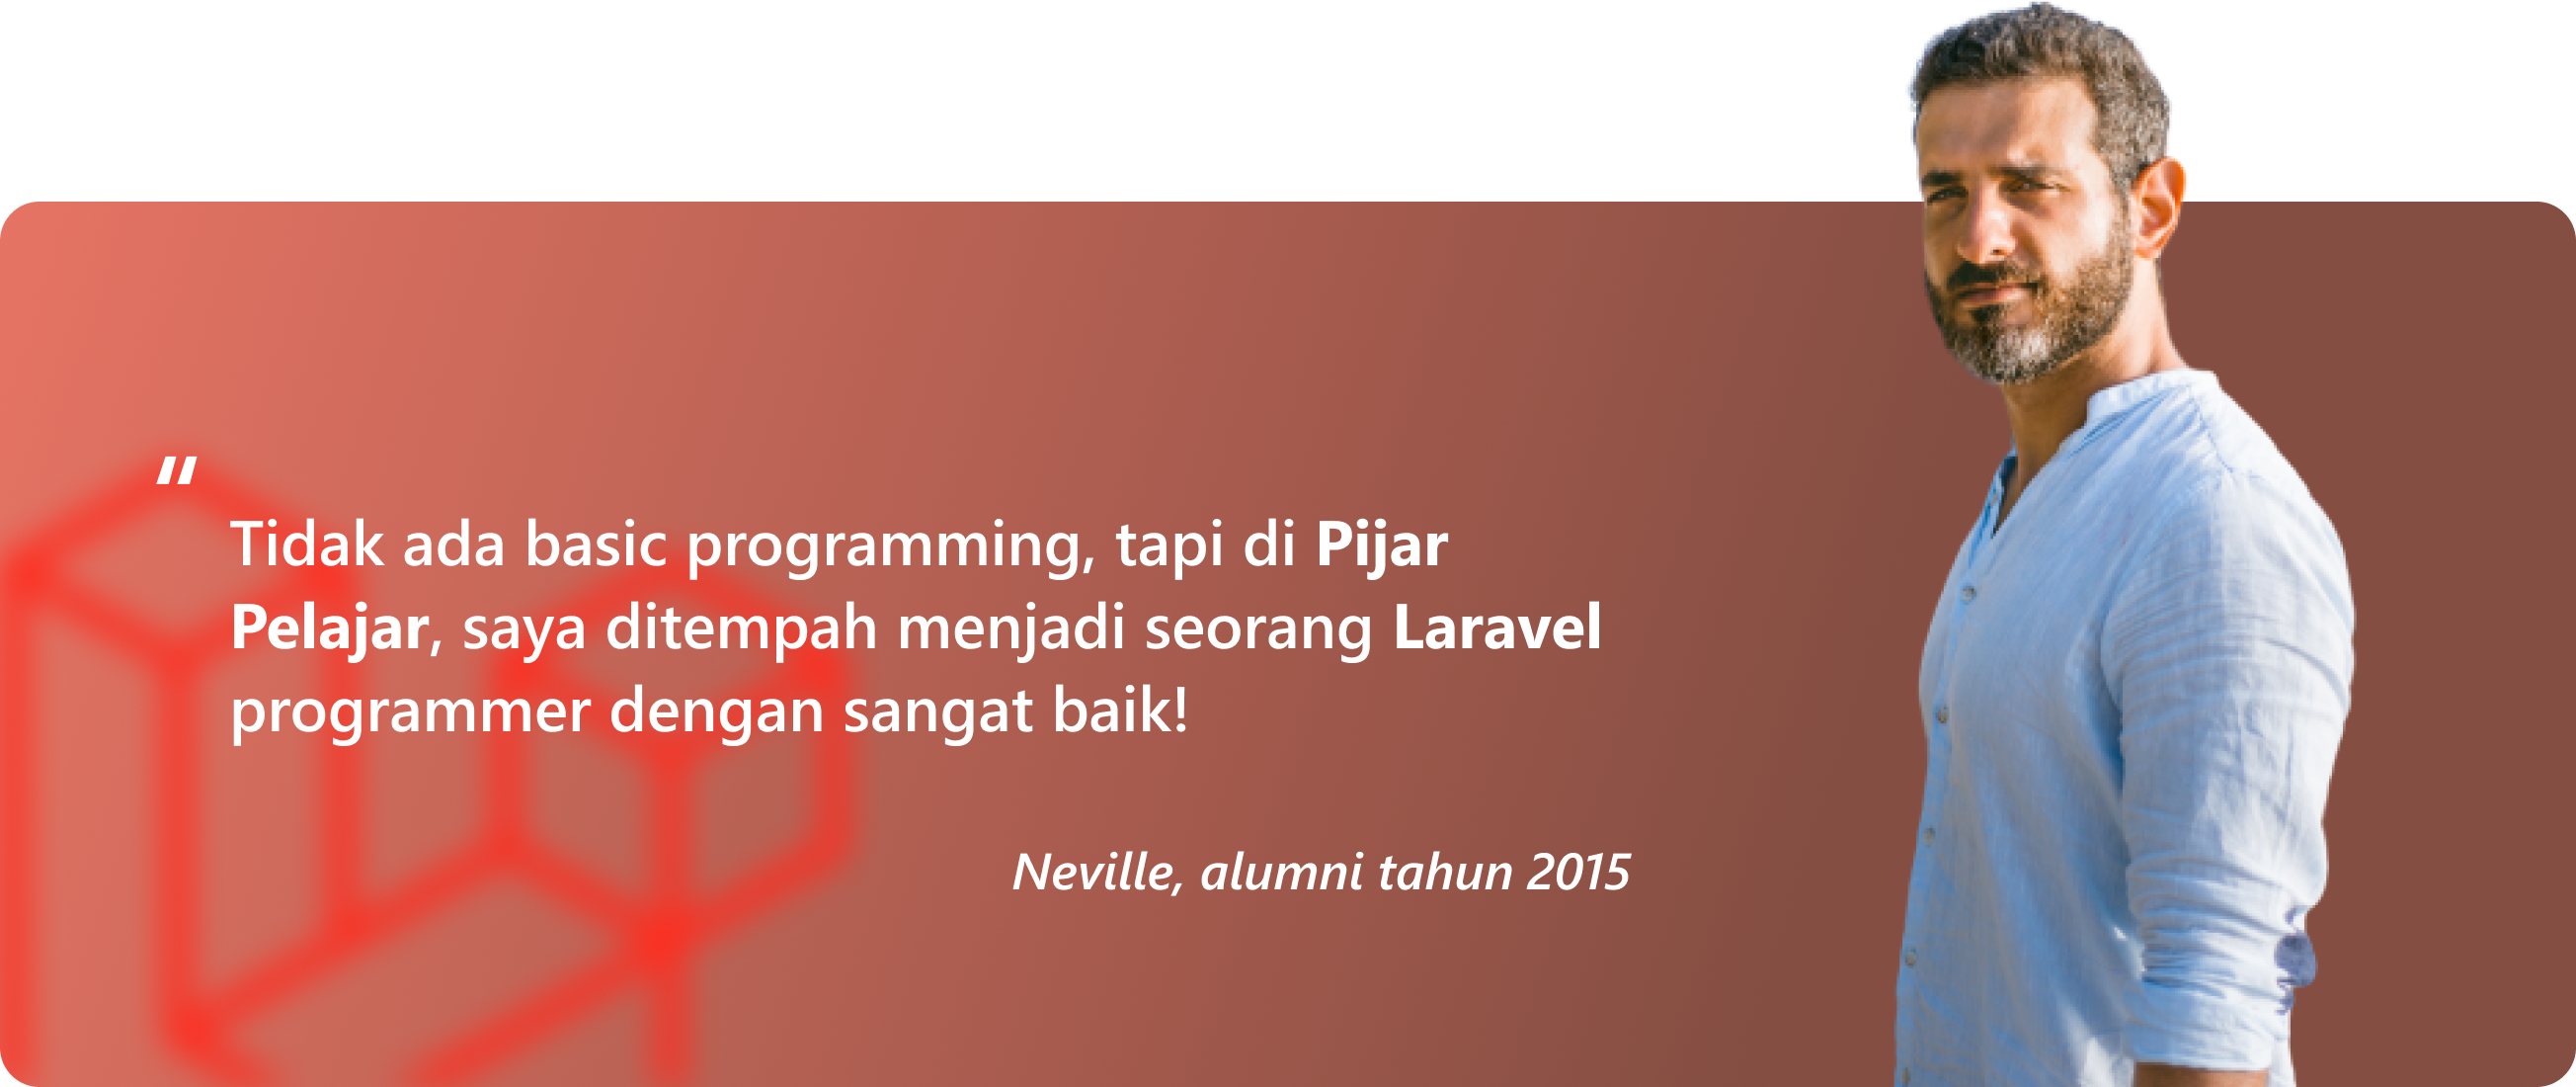 "
Tidak ada basic programming, tapi di Pijar
Pelajar, saya ditempah menjadi seorang Laravel
programmer dengan sangat baik!
Neville, alumni tahun 2015